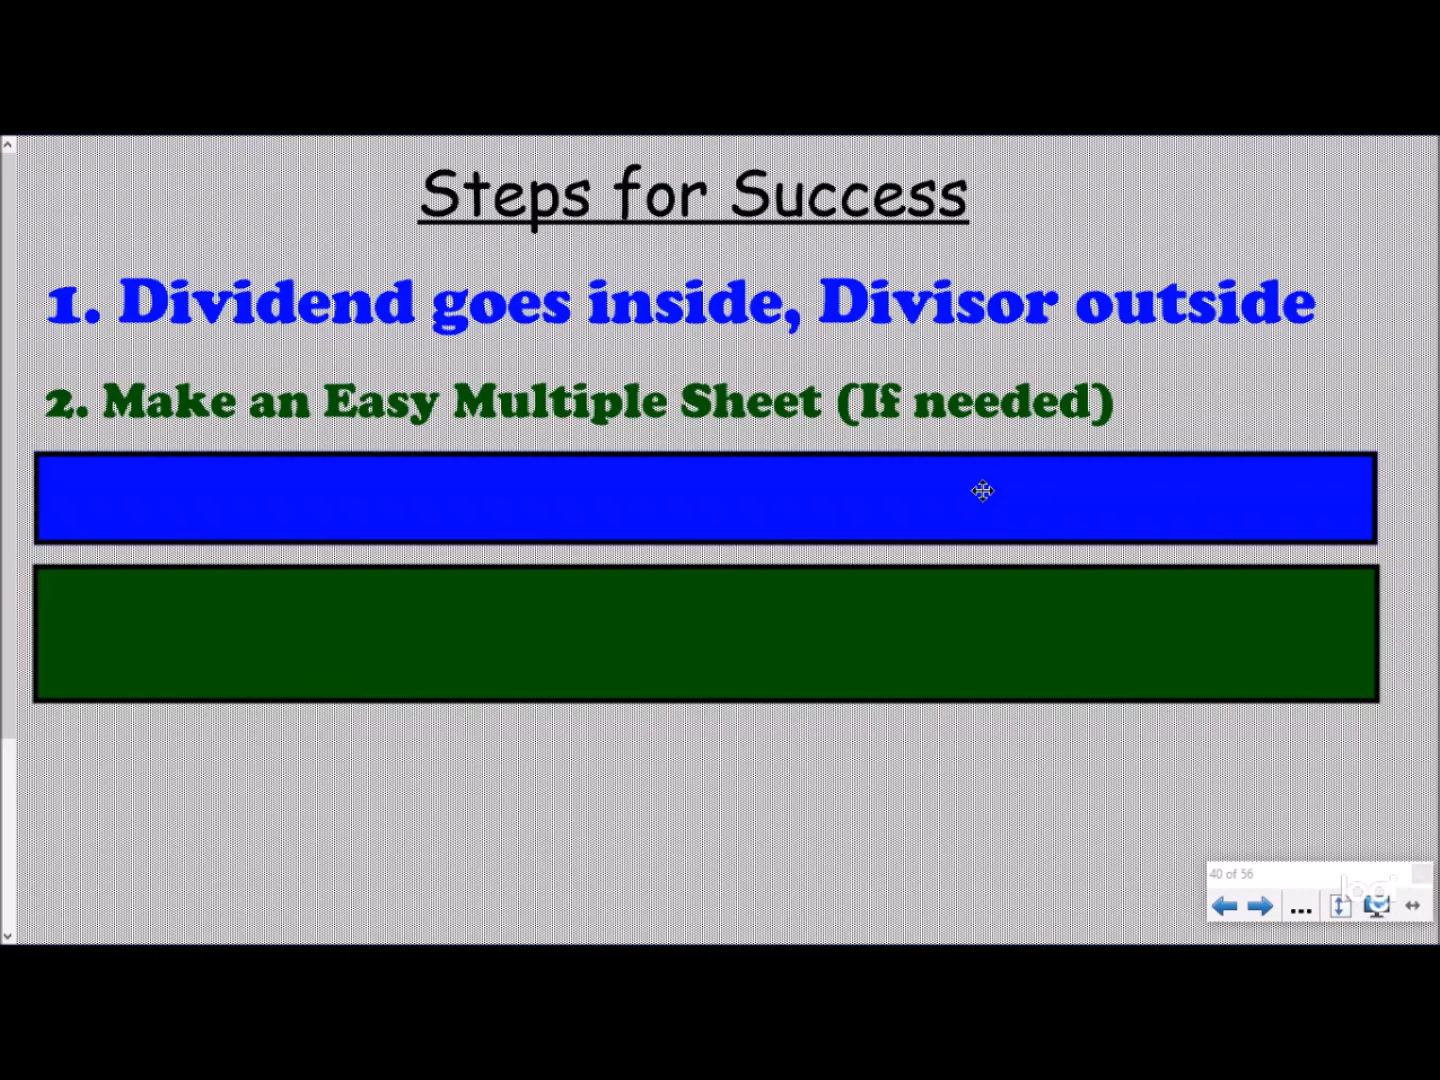 Steps for Success
1. Dividend goes inside, Divisor outside
2. Make an Easy Multiple Sheet (If needed)
40 of 56
...
logi